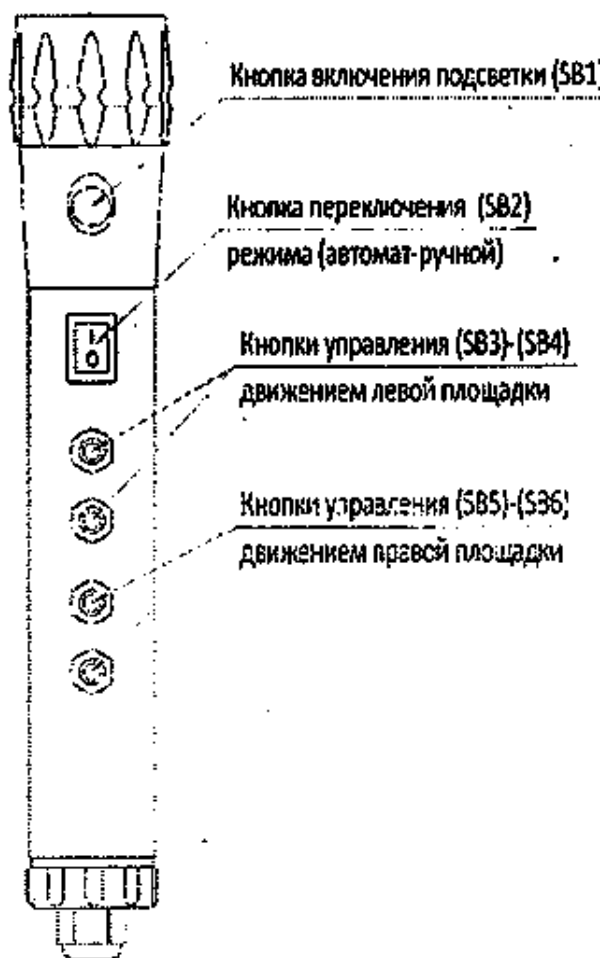 Кнопка включения подсветки (SB1)
Кнопка переключения (SB2)
режима (автомат-ручной)
I
0
Кнопки управления (SB3)-(SB4)
движением левой площадки
Кнопки управления (SB5)-(SB6)
движением правой площадки